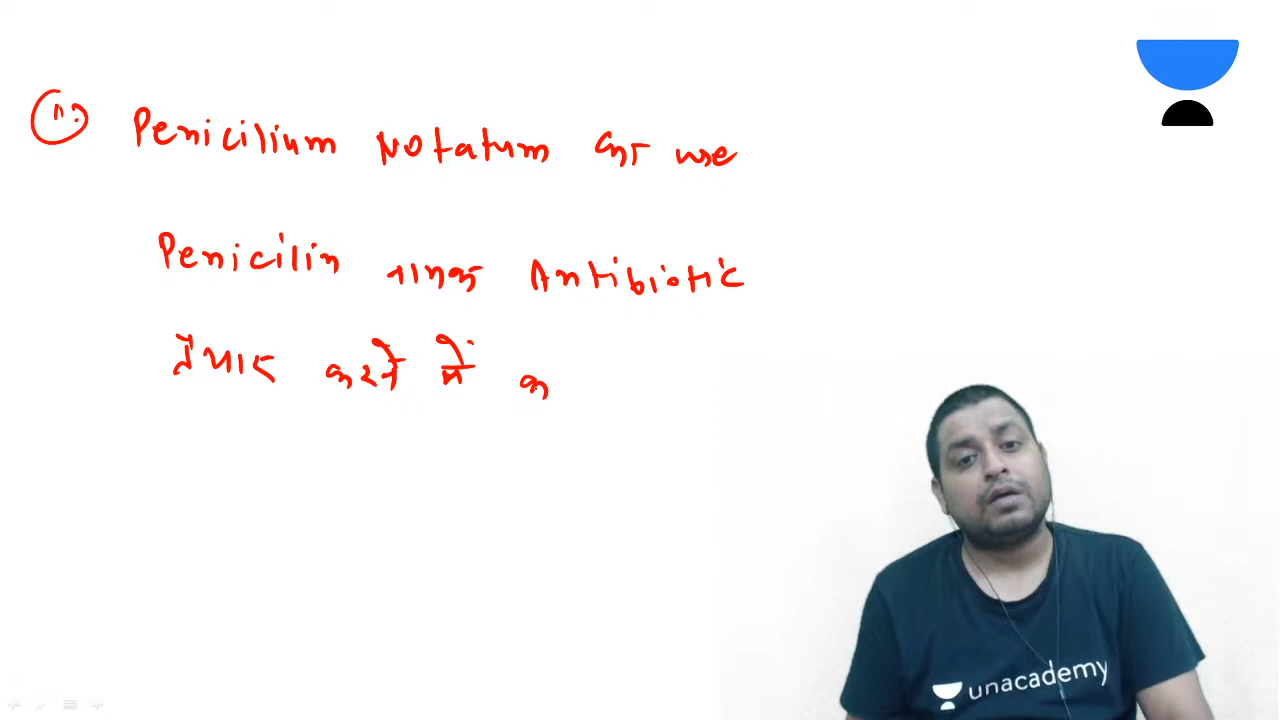 11:
Penicilium Notatum का use
Penicilin नामक Antibiotic
तैयार करने में क
unacademy